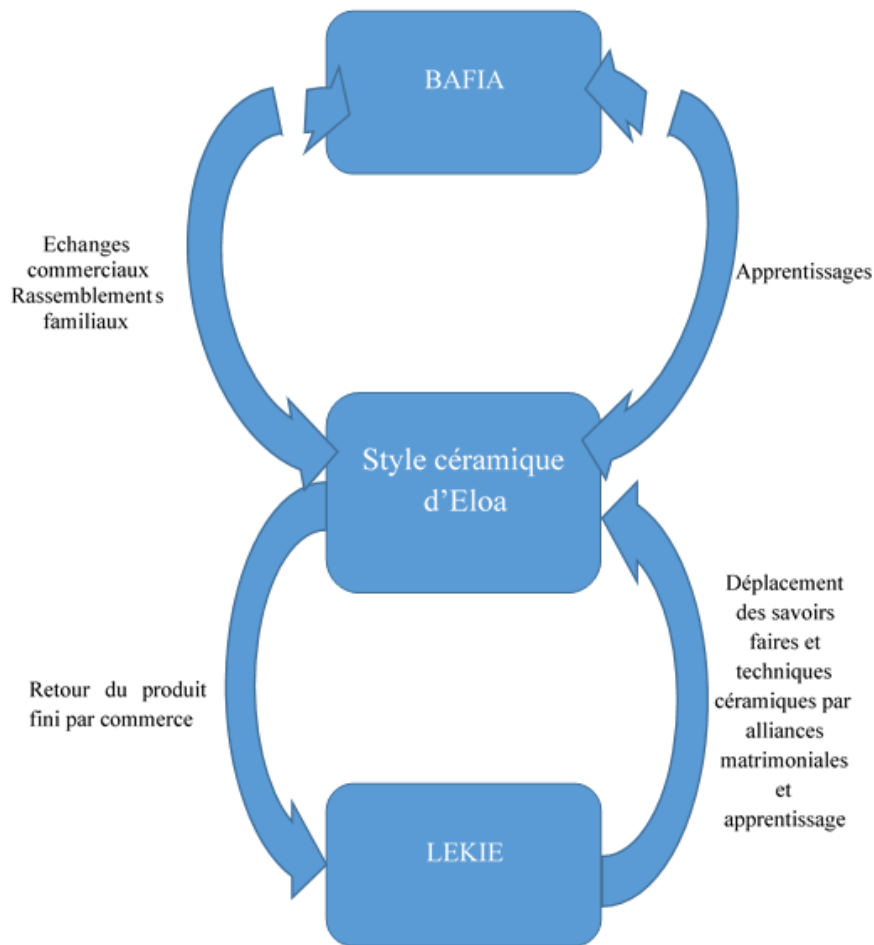 BAFIA
Echanges
commerciaux
Rassemblements
familiaux
Apprentissages
Style céramique
d’Eloa
Retour du produit
fini par commerce
Déplacement
des savoirs
faires et
techniques
céramiques par
alliances
matrimoniales
et
apprentissage
LEKIE